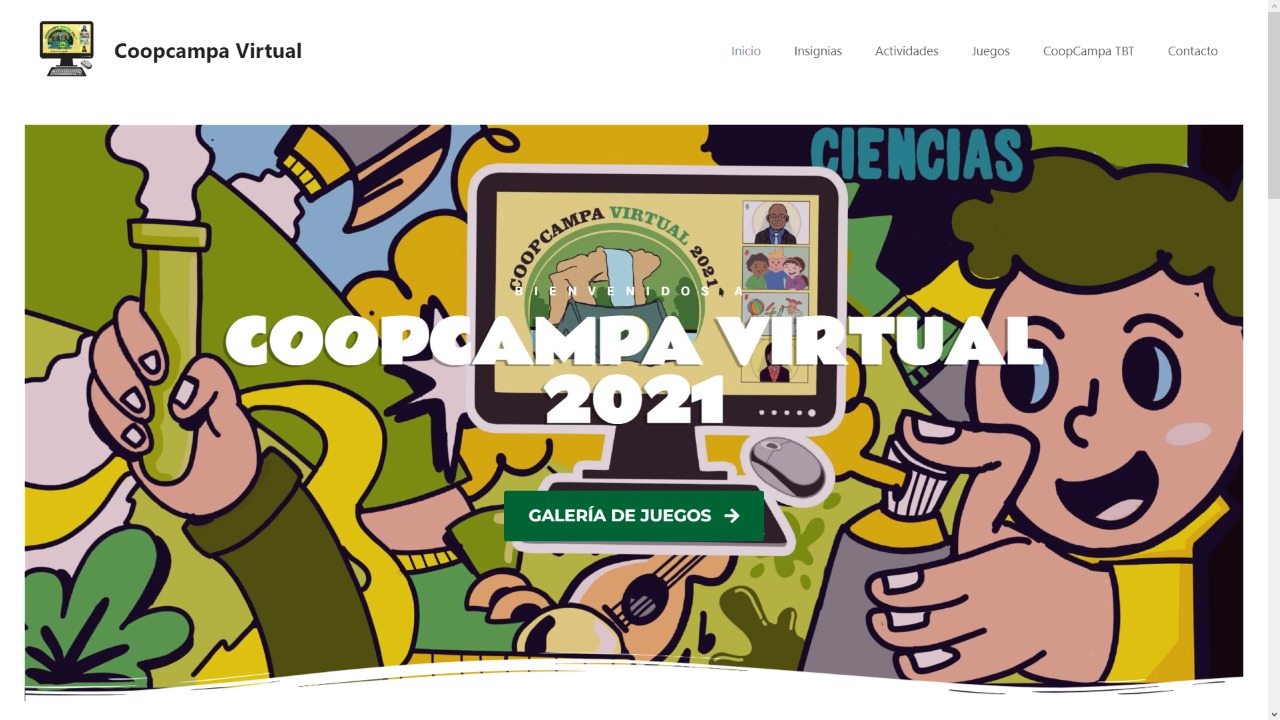 Coopcampa Virtual
Inicio
Insignias
Actividades
Juegos
CoopCampa TBT
Contacto
CIENCIAS
COOPCAMPA VIRTUAL 2021
BIENVENIDOS A
COOPCAMPA VIRTUAL
2021
GALERÍA DE JUEGOS